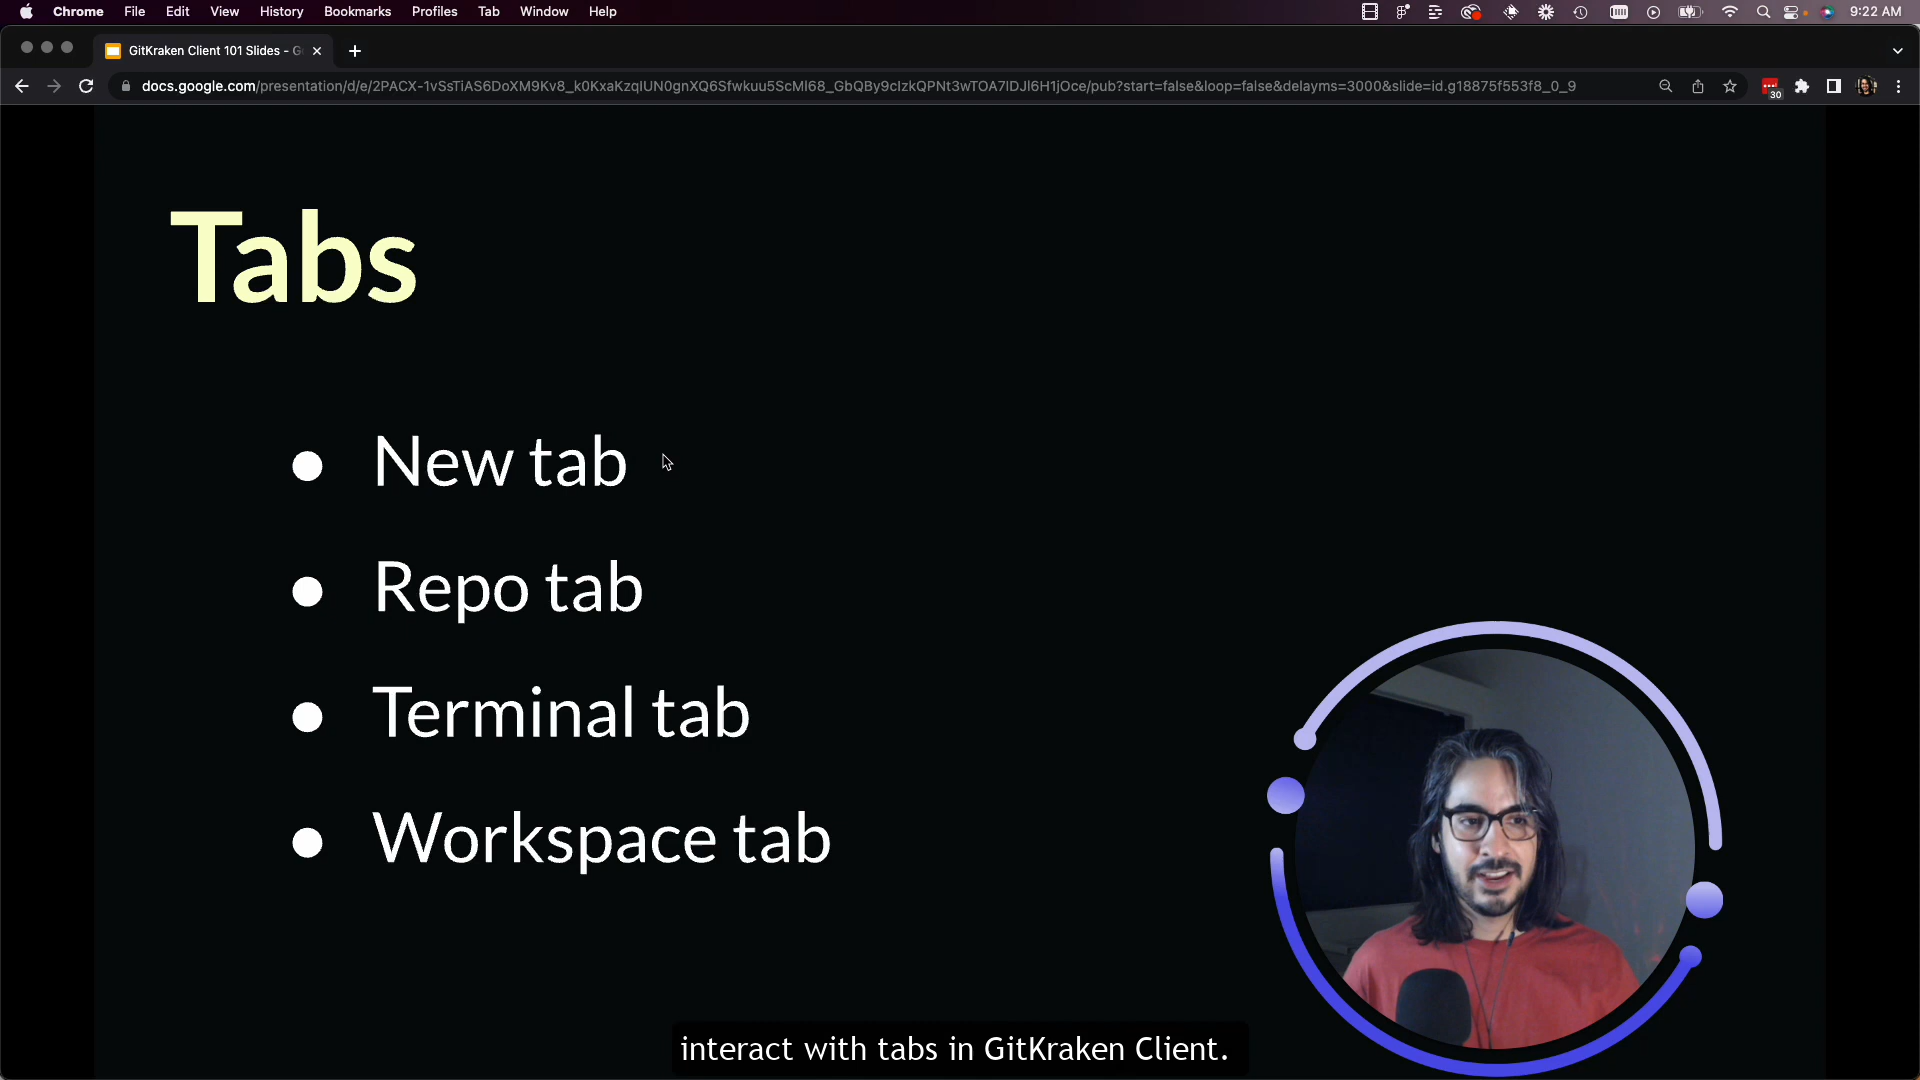 Chrome File Edit View History Bookmarks Profiles Tab Window Help 9:22 AM
GitKraken Client 101 Slides - G
docs.google.com/presentation/d/e/2PACX-1vSsTiAS6DoXM9Kv8_k0KxaKzqIUN0gnXQ6Sfwkuu5ScMl68_GbQBy9cIzkQPNt3wTOA7IDJl6H1jOce/pub?start=false&loop=false&delayms=3000&slide=id.g18875f553f8_0_9
30
Tabs
● New tab
● Repo tab
● Terminal tab
● Workspace tab
interact with tabs in GitKraken Client.